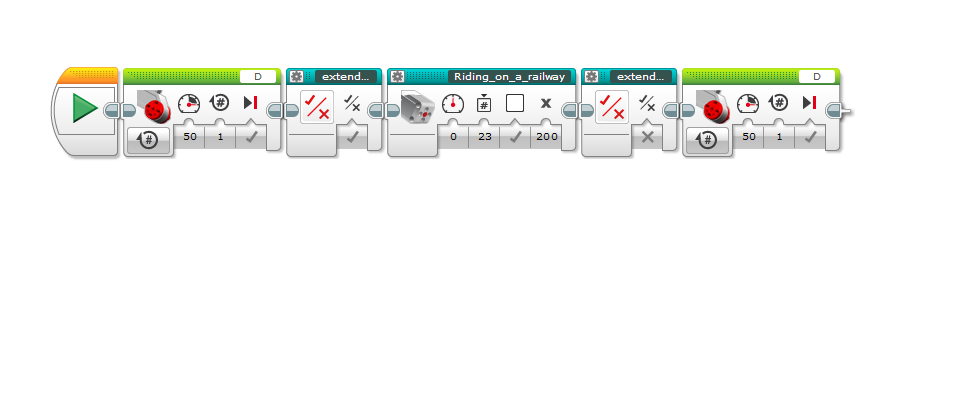 D extend... Riding_on_a_railway extend... D
# # # x #
50 1 0 23 200 50 1
# #